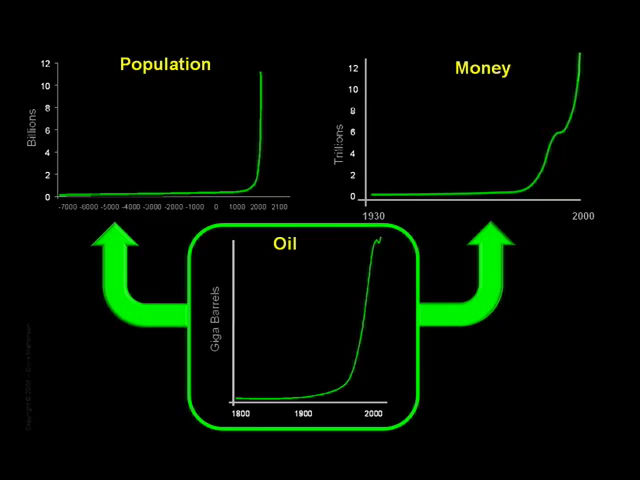 Population
12
10
8
6
4
2
0
Billions
-7000 -6000 -5000 -4000 -3000 -2000 -1000 0 1000 2000 2100
Money
12
10
8
6
4
2
0
Trillions
1930 2000
Oil
Giga Barrels
1800 1900 2000